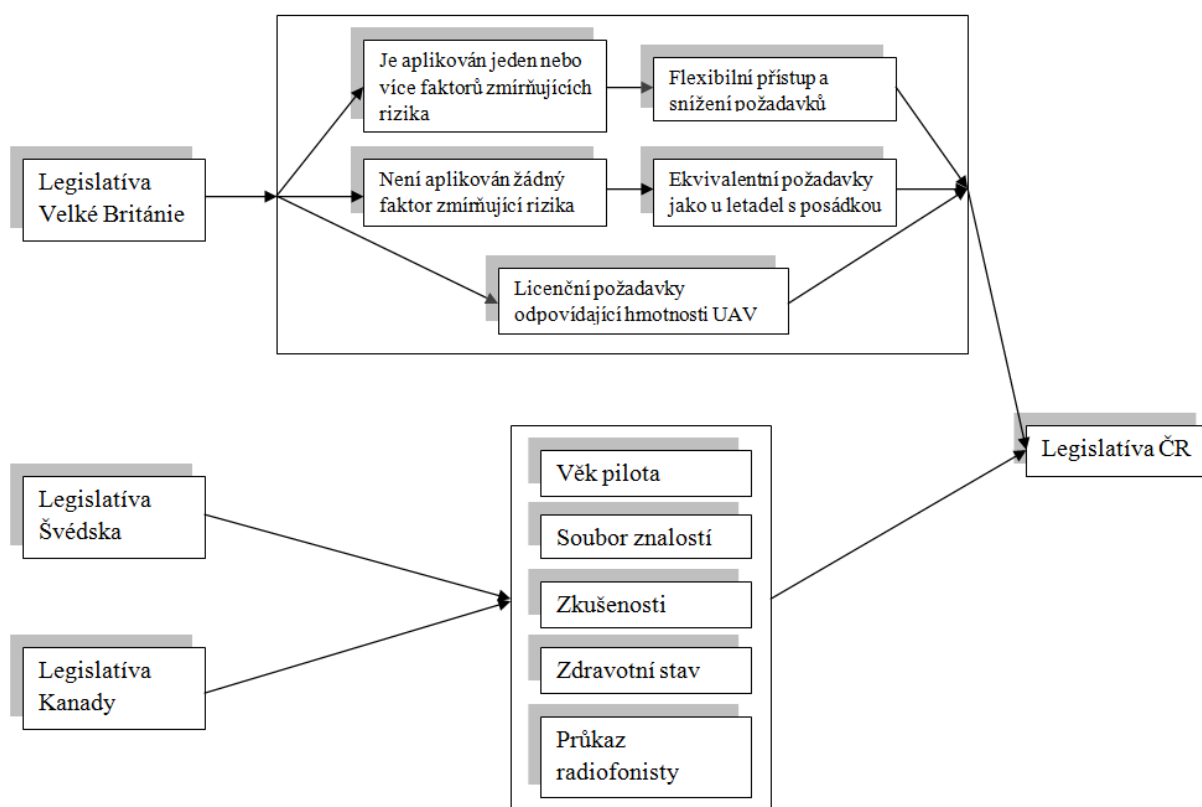 Je aplikován jeden nebo
více faktorů zmírňujících
rizika
Flexibilní přístup a
snížení požadavků
Legislatíva
Velké Británie
Není aplikován žádný
faktor zmírňující rizika
Ekvivalentní požadavky
jako u letadel s posádkou
Licenční požadavky
odpovídající hmotnosti UAV
Legislatíva ČR
Legislatíva
Švédska
Legislatíva
Kanady
Věk pilota
Soubor znalostí
Zkušenosti
Zdravotní stav
Průkaz
radiofonisty